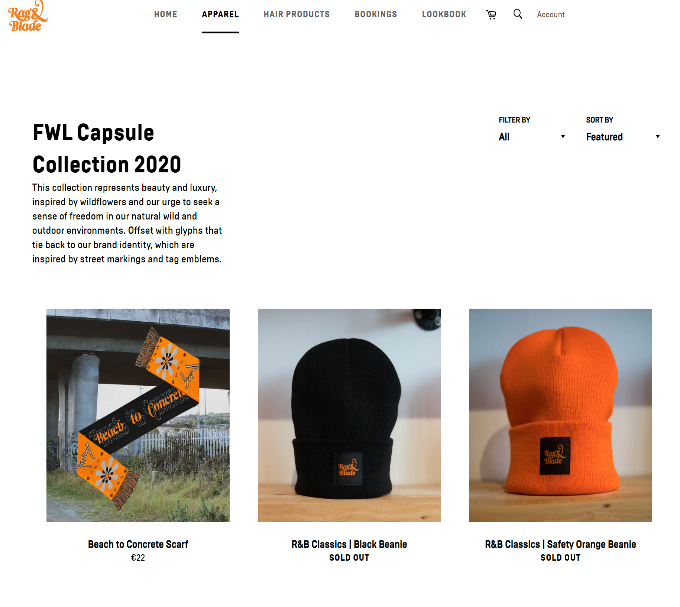 Rag&
Blade
HOME
APPAREL
HAIR PRODUCTS
BOOKINGS
LOOKBOOK
Account
FWL Capsule
Collection 2020
This collection represents beauty and luxury,
inspired by wildflowers and our urge to seek a
sense of freedom in our natural wild and
outdoor environments. Offset with glyphs that
tie back to our brand identity, which are
inspired by street markings and tag emblems.
FILTER BY
All
SORT BY
Featured
Beach to Concrete
Rag&
Blade
Rag&
Blade
Beach to Concrete Scarf
€22
R&B Classics | Black Beanie
SOLD OUT
R&B Classics | Safety Orange Beanie
SOLD OUT